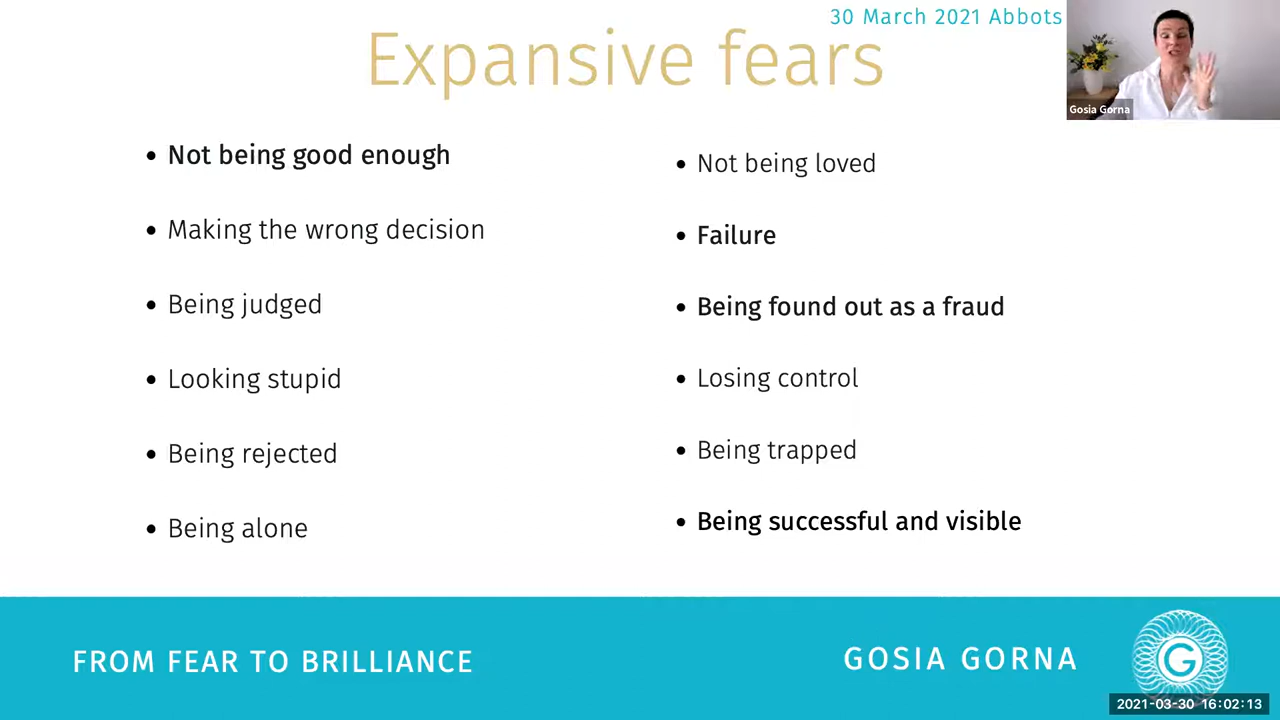 30 March 2021 Abbots
Expansive fears
Gosia Gorna
• Not being good enough
• Making the wrong decision
• Being judged
• Looking stupid
• Being rejected
• Being alone
• Not being loved
• Failure
• Being found out as a fraud
• Losing control
• Being trapped
• Being successful and visible
FROM FEAR TO BRILLIANCE
GOSIA GORNA
G
2021-03-30 16:02:13